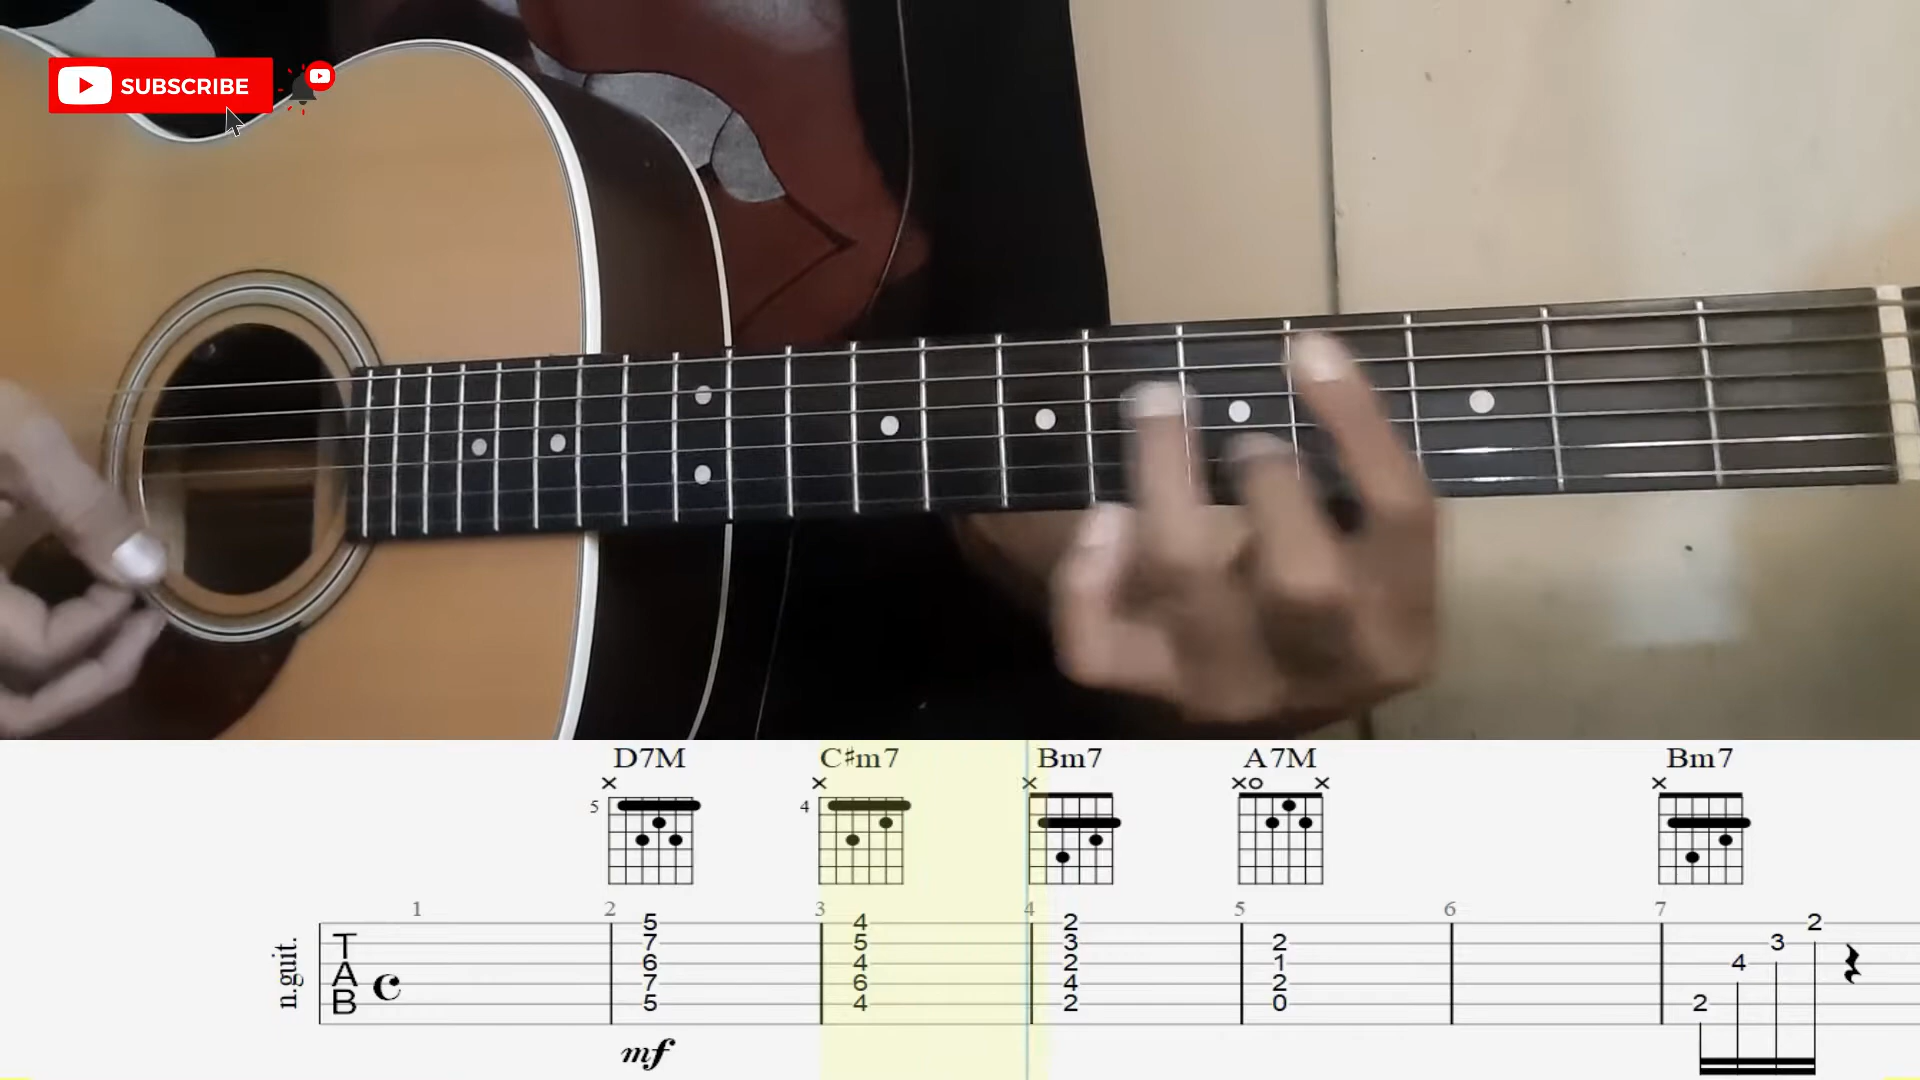 SUBSCRIBE
D7M C♯m7 Bm7 A7M Bm7
× × × ×o × ×
5 4
1 2 3 4 5 6 7
n.guit.
T
A
B
5 4 2 2
7 5 3 2 3
6 4 2 1 4
7 6 4 2
5 4 2 0 2
mf